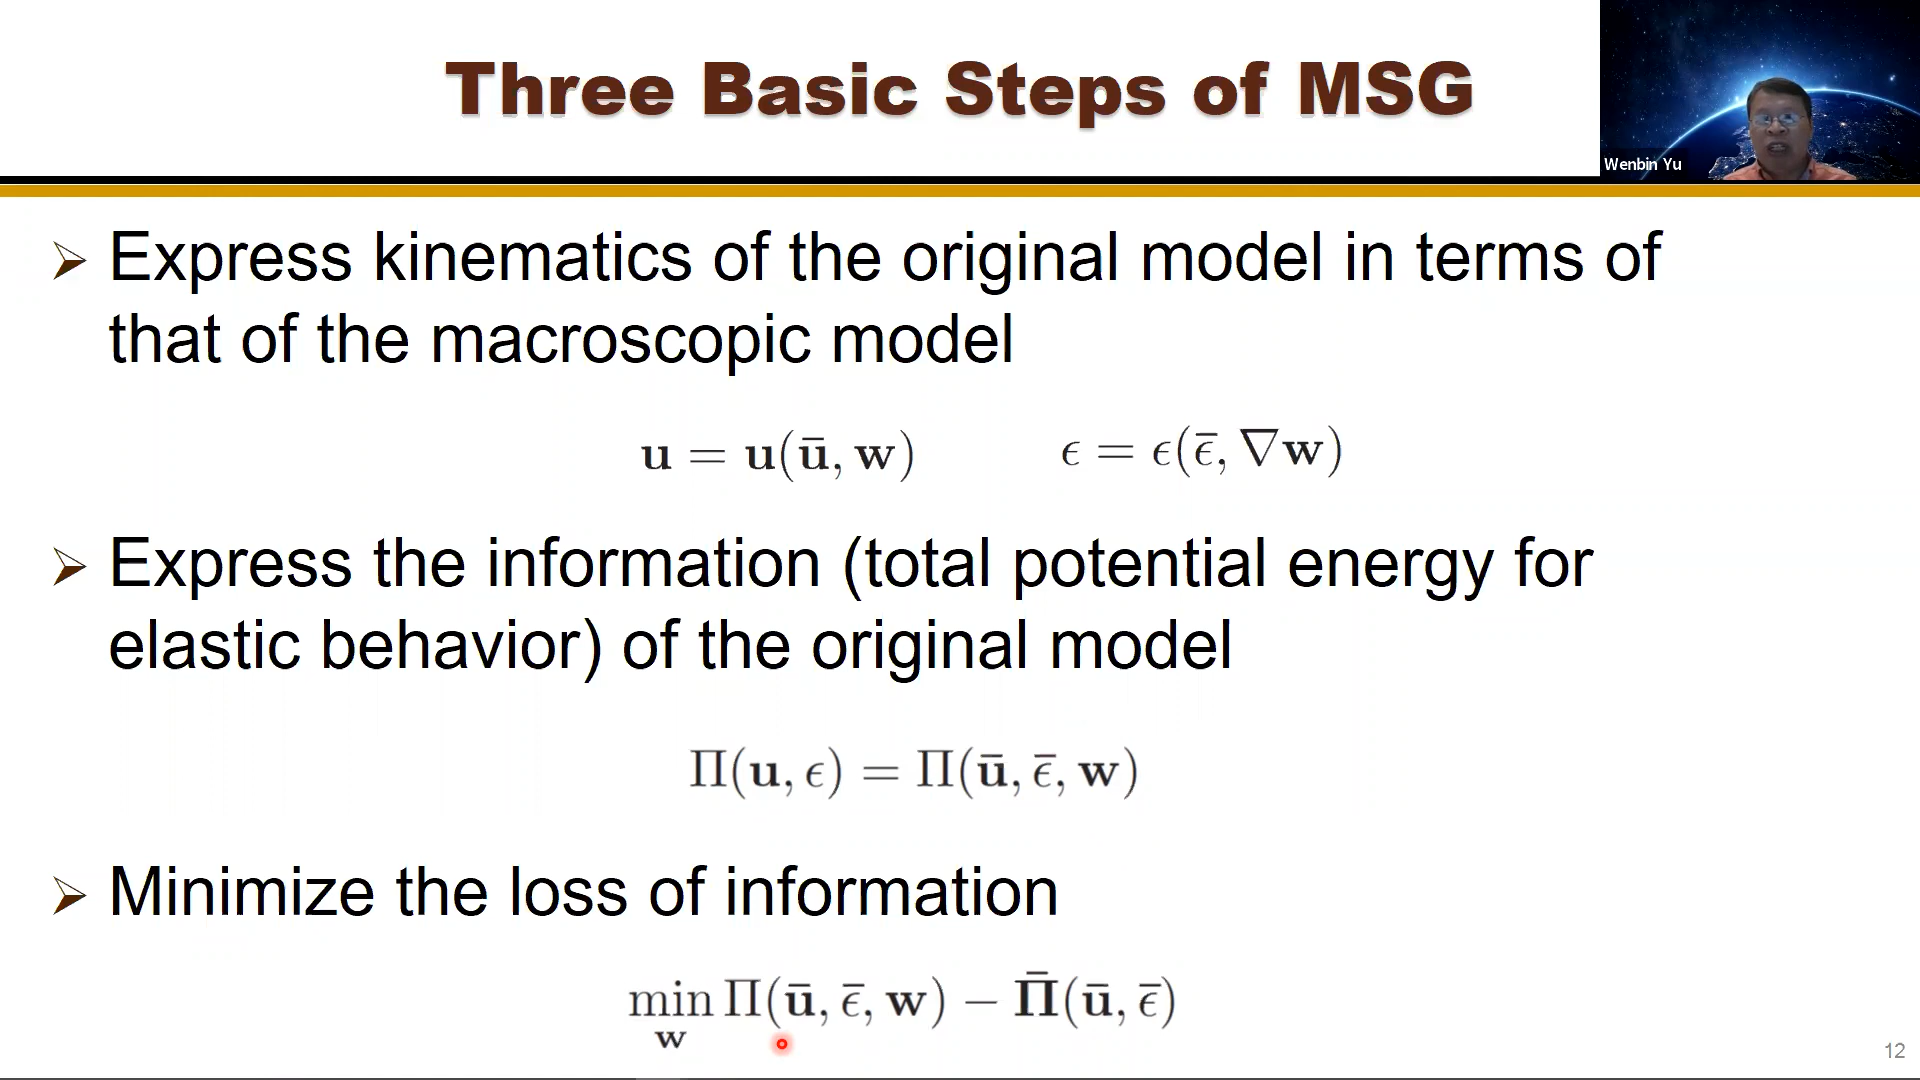 Three Basic Steps of MSG
Wenbin Yu
➢ Express kinematics of the original model in terms of
that of the macroscopic model
u = u(ū, w)    ϵ = ϵ(ϵ̄, ∇w)
➢ Express the information (total potential energy for
elastic behavior) of the original model
Π(u, ϵ) = Π(ū, ϵ̄, w)
➢ Minimize the loss of information
min Π(ū, ϵ̄, w) − Π̄(ū, ϵ̄)
w
12